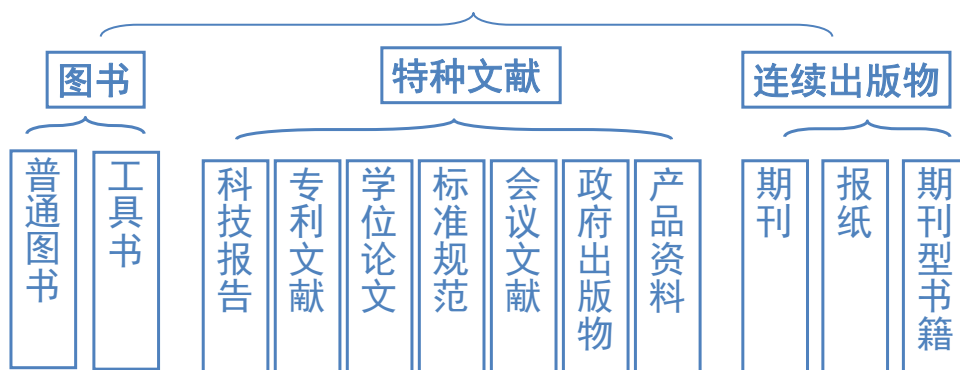 图书
特种文献
连续出版物
普通图书
工具书
科技报告
专利文献
学位论文
标准规范
会议文献
政府出版物
产品资料
期刊
报纸
期刊型书籍